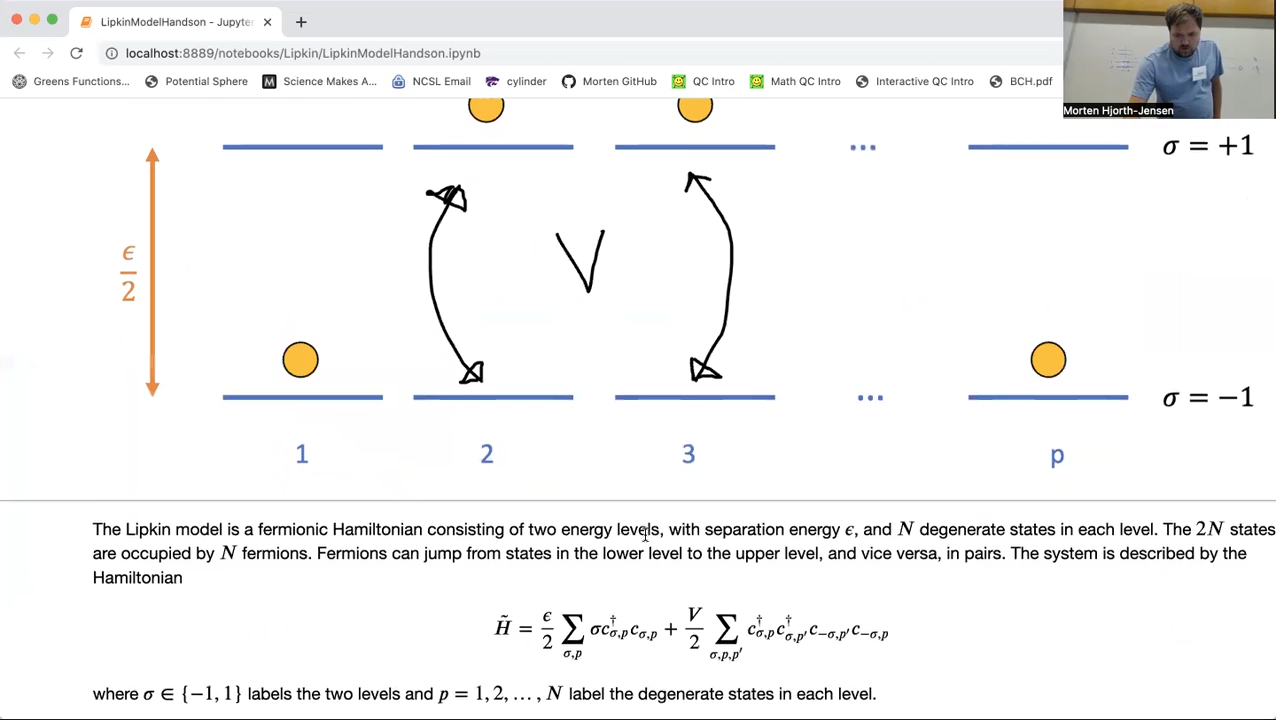 LipkinModelHandson - Jupyter
localhost:8889/notebooks/Lipkin/LipkinModelHandson.ipynb
Greens Functions... Potential Sphere Science Makes A... NCSL Email cylinder Morten GitHub QC Intro Math QC Intro Interactive QC Intro BCH.pdf
Morten Hjorth-Jensen
... σ = +1
V
ϵ/2
... σ = −1
1 2 3 p
The Lipkin model is a fermionic Hamiltonian consisting of two energy levels, with separation energy ϵ, and N degenerate states in each level. The 2N states
are occupied by N fermions. Fermions can jump from states in the lower level to the upper level, and vice versa, in pairs. The system is described by the
Hamiltonian
H̃ = ϵ/2 ∑_{σ,p} σc†_{σ,p}c_{σ,p} + V/2 ∑_{σ,p,p′} c†_{σ,p}c†_{σ,p′}c_{−σ,p′}c_{−σ,p}
where σ ∈ {−1, 1} labels the two levels and p = 1, 2, … , N label the degenerate states in each level.